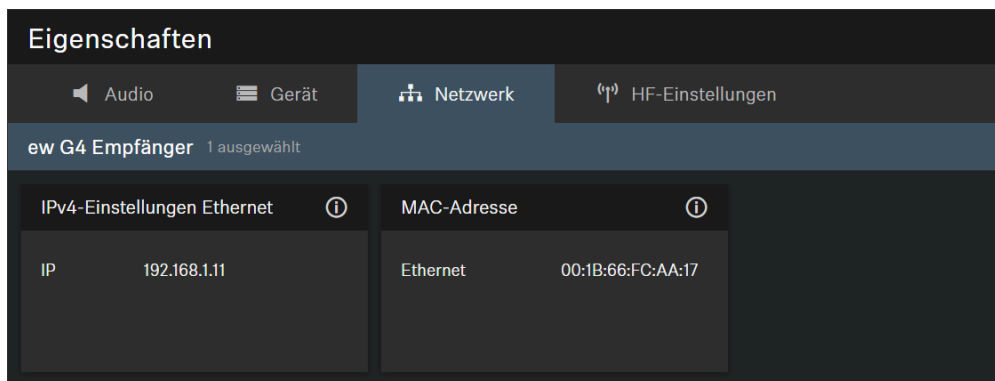 Eigenschaften
Audio Gerät Netzwerk HF-Einstellungen
ew G4 Empfänger 1 ausgewählt
IPv4-Einstellungen Ethernet MAC-Adresse
IP 192.168.1.11 Ethernet 00:1B:66:FC:AA:17